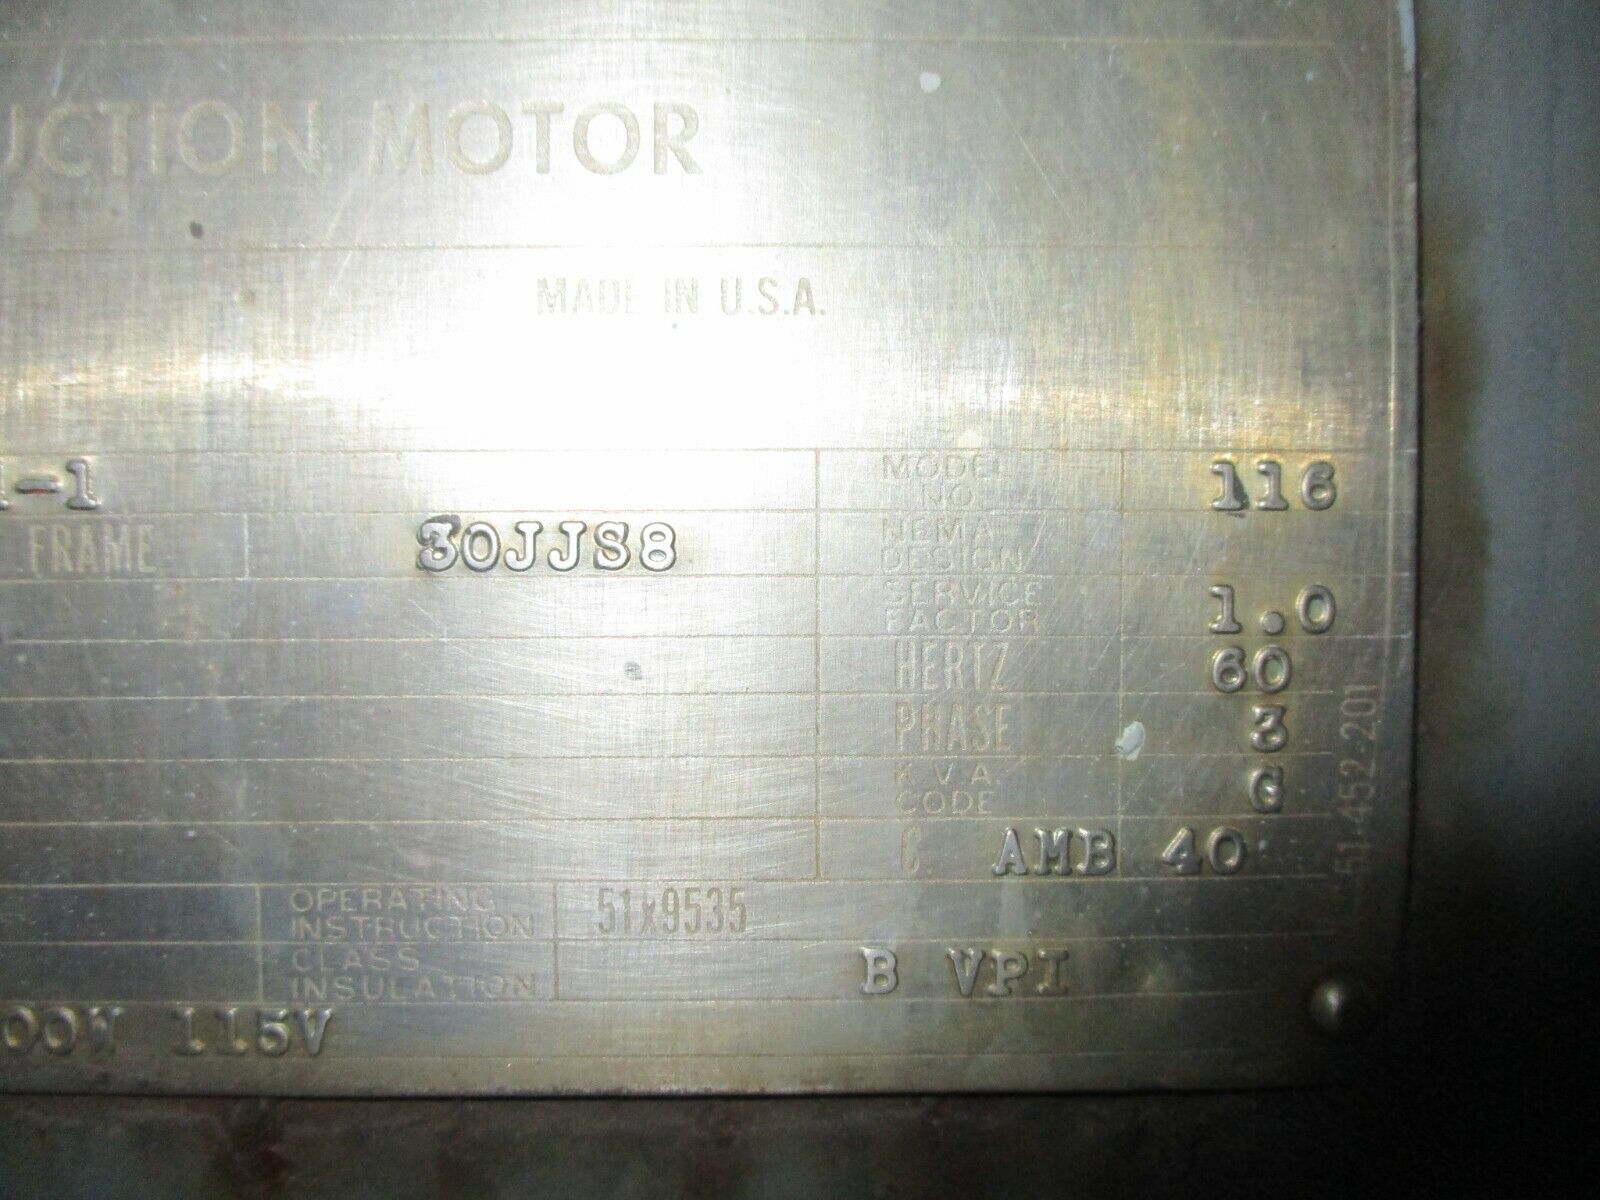 UCTION MOTOR
MADE IN U.S.A.
-1
MODEL NO. 116
FRAME 30JJS8
NEMA DESIGN
SERVICE FACTOR 1.0
HERTZ 60
PHASE 3
K.V.A. CODE G
C AMB 40
OPERATING INSTRUCTION 51x9535
CLASS INSULATION B VPI
00W 115V
51-452-201